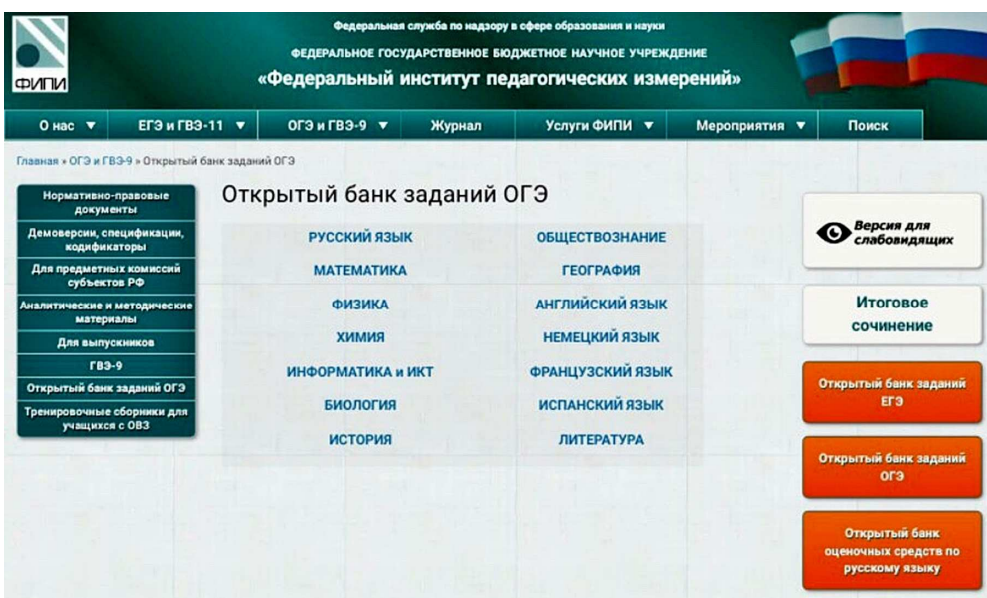 Федеральная служба по надзору в сфере образования и науки
ФЕДЕРАЛЬНОЕ ГОСУДАРСТВЕННОЕ БЮДЖЕТНОЕ НАУЧНОЕ УЧРЕЖДЕНИЕ
«Федеральный институт педагогических измерений»
ФИПИ
О нас ▼ ЕГЭ и ГВЭ-11 ▼ ОГЭ и ГВЭ-9 ▼ Журнал Услуги ФИПИ ▼ Мероприятия ▼ Поиск
Главная » ОГЭ и ГВЭ-9 » Открытый банк заданий ОГЭ
Нормативно-правовые
документы
Демоверсии, спецификации,
кодификаторы
Для предметных комиссий
субъектов РФ
Аналитические и методические
материалы
Для выпускников
ГВЭ-9
Открытый банк заданий ОГЭ
Тренировочные сборники для
учащихся с ОВЗ
Открытый банк заданий ОГЭ
РУССКИЙ ЯЗЫК ОБЩЕСТВОЗНАНИЕ
МАТЕМАТИКА ГЕОГРАФИЯ
ФИЗИКА АНГЛИЙСКИЙ ЯЗЫК
ХИМИЯ НЕМЕЦКИЙ ЯЗЫК
ИНФОРМАТИКА и ИКТ ФРАНЦУЗСКИЙ ЯЗЫК
БИОЛОГИЯ ИСПАНСКИЙ ЯЗЫК
ИСТОРИЯ ЛИТЕРАТУРА
Версия для
слабовидящих
Итоговое
сочинение
Открытый банк заданий
ЕГЭ
Открытый банк заданий
ОГЭ
Открытый банк
оценочных средств по
русскому языку